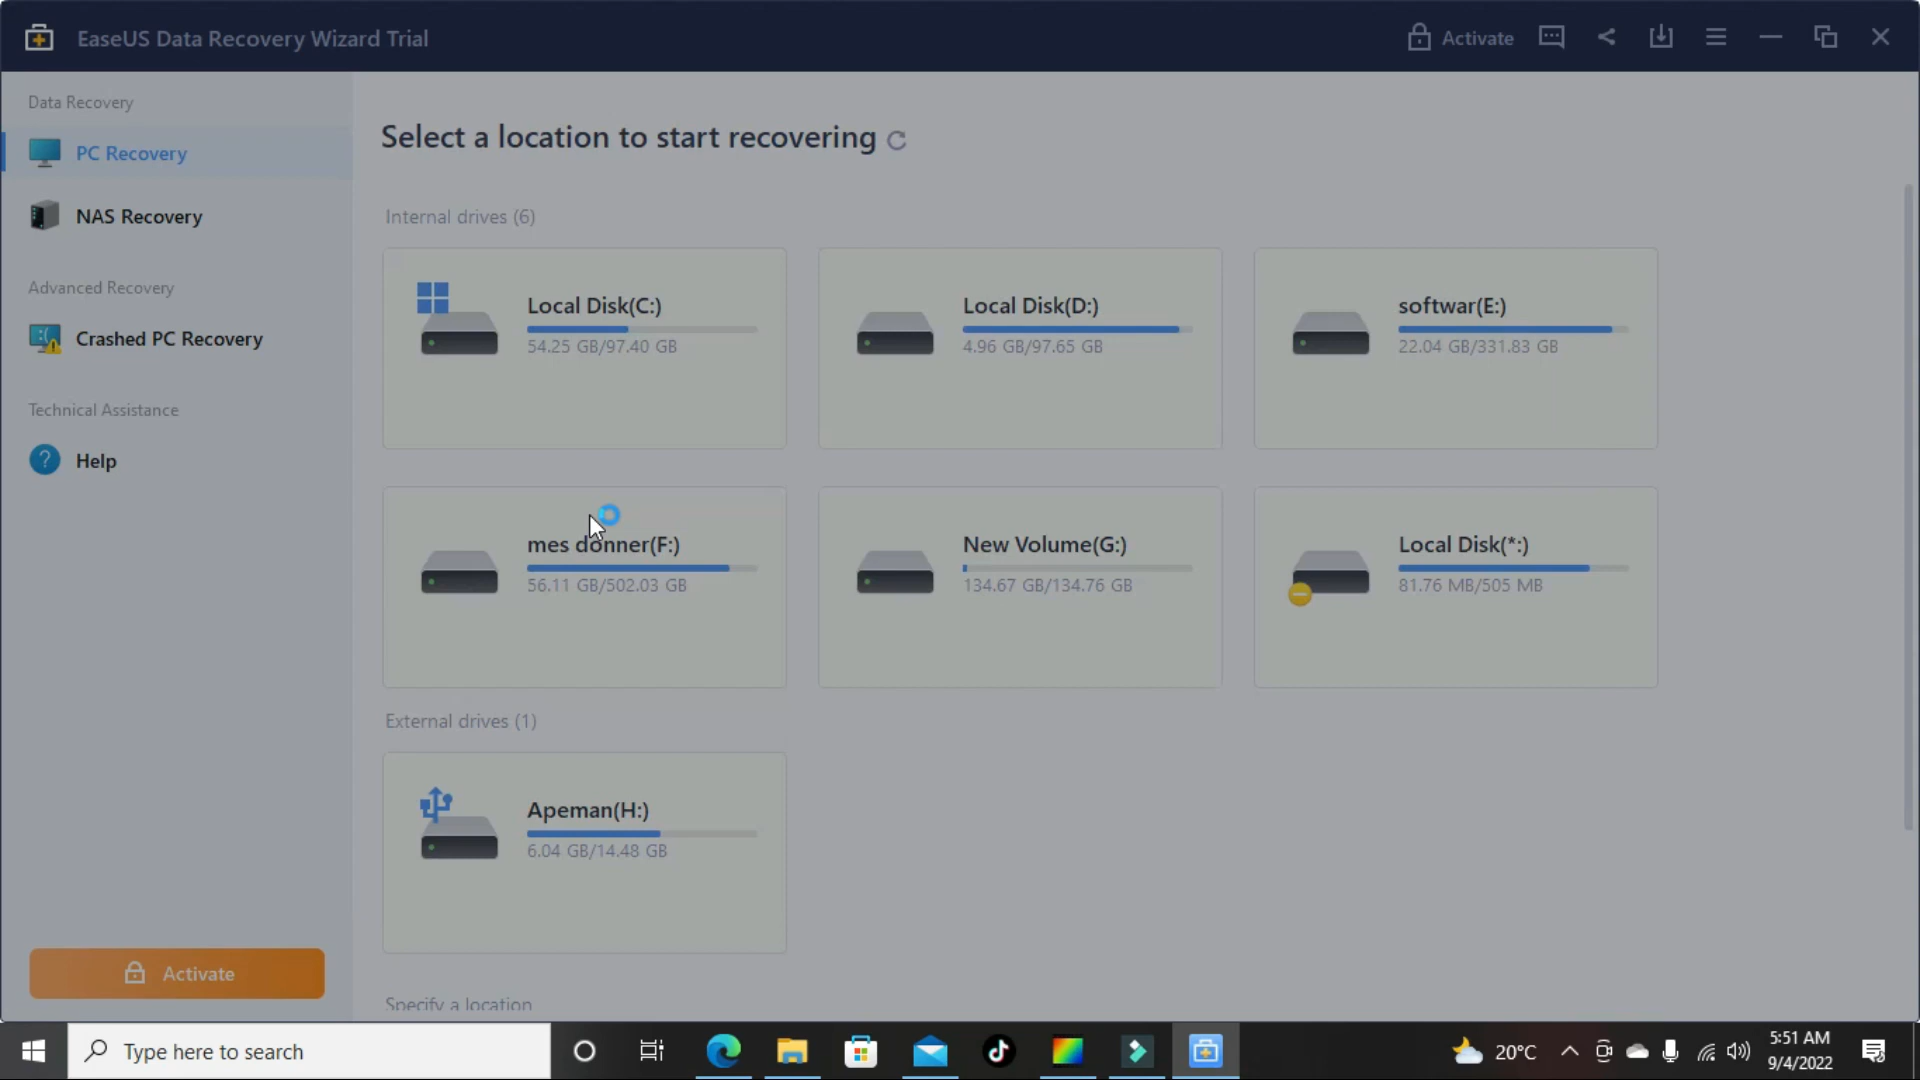 EaseUS Data Recovery Wizard Trial
Activate
Data Recovery
PC Recovery
NAS Recovery
Advanced Recovery
Crashed PC Recovery
Technical Assistance
Help
Activate
Select a location to start recovering
Internal drives (6)
Local Disk(C:)
54.25 GB/97.40 GB
Local Disk(D:)
4.96 GB/97.65 GB
softwar(E:)
22.04 GB/331.83 GB
mes donner(F:)
56.11 GB/502.03 GB
New Volume(G:)
134.67 GB/134.76 GB
Local Disk(*:)
81.76 MB/505 MB
External drives (1)
Apeman(H:)
6.04 GB/14.48 GB
Specify a location
Type here to search
20°C
5:51 AM
9/4/2022